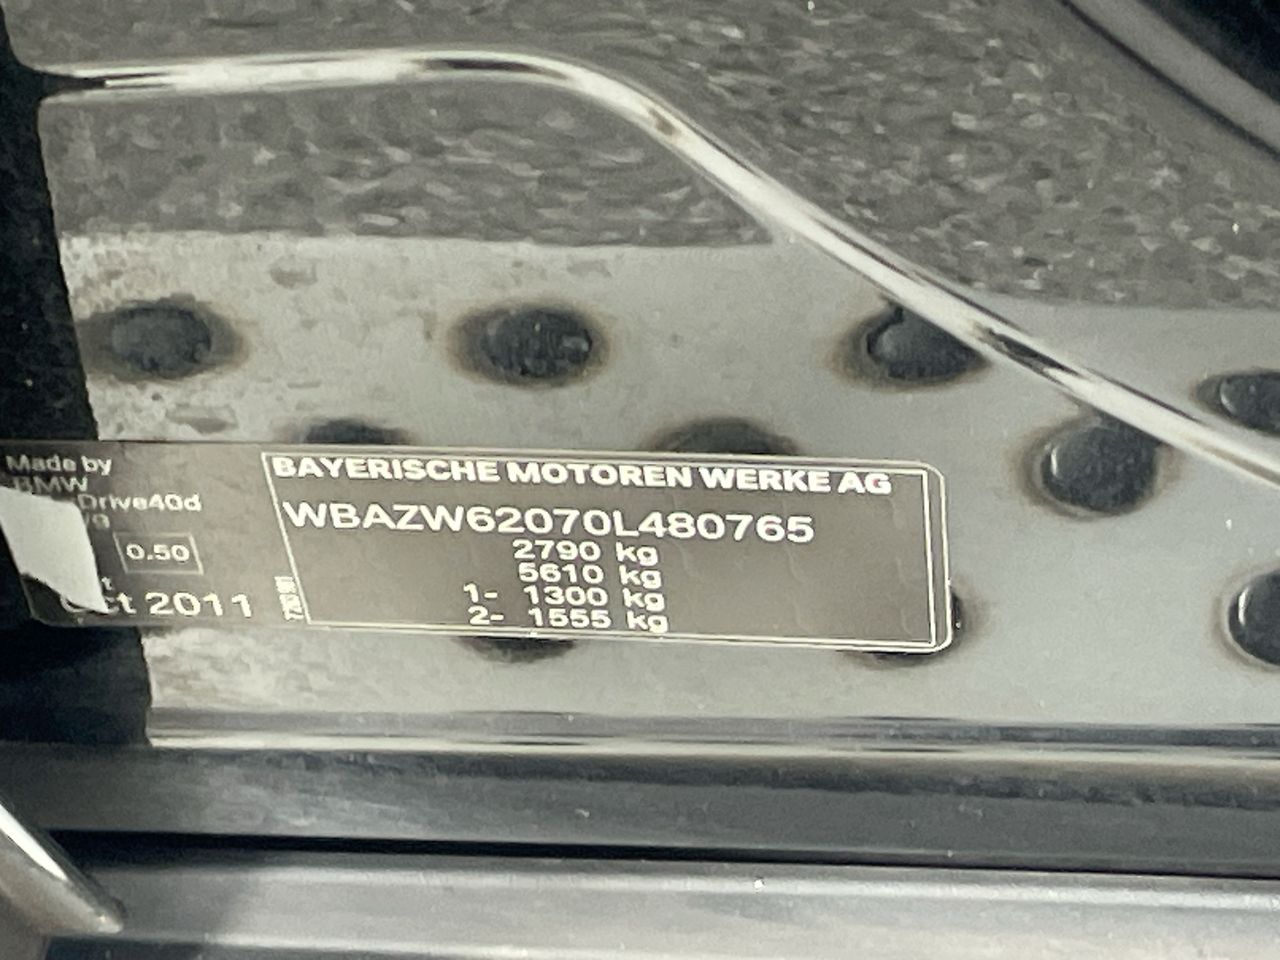 Made by
BMW
Drive40d
0.50
Oct 2011
BAYERISCHE MOTOREN WERKE AG
WBAZW62070L480765
2790 kg
5610 kg
1- 1300 kg
2- 1555 kg